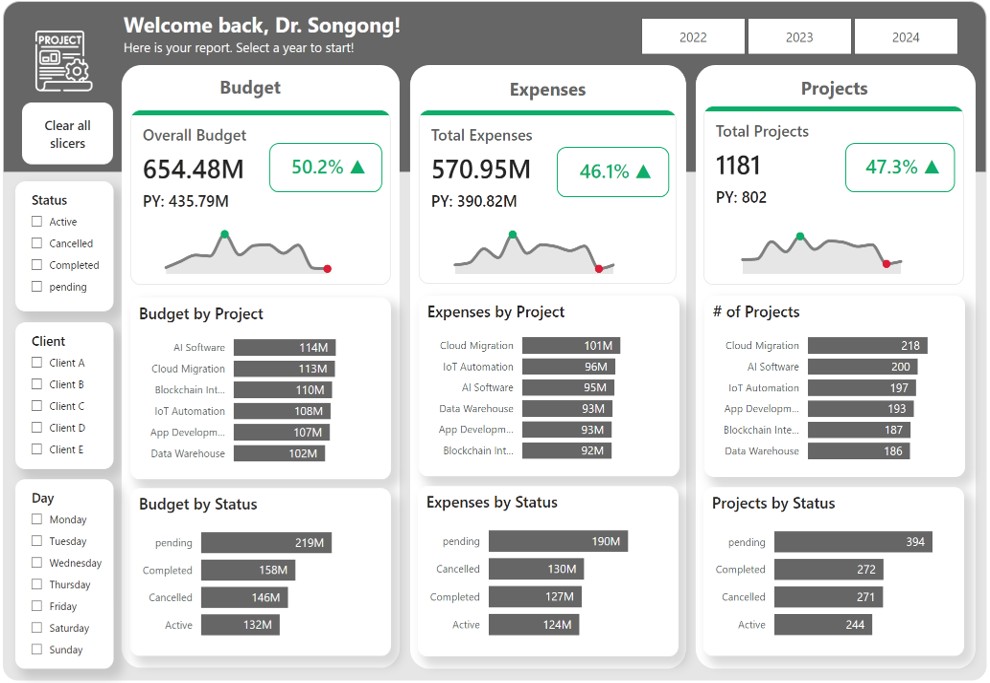 PROJECT
Welcome back, Dr. Songong!
Here is your report. Select a year to start!
2022
2023
2024
Clear all
slicers
Status
Active
Cancelled
Completed
pending
Client
Client A
Client B
Client C
Client D
Client E
Day
Monday
Tuesday
Wednesday
Thursday
Friday
Saturday
Sunday
Budget
Overall Budget
654.48M
50.2% ▲
PY: 435.79M
Budget by Project
AI Software 114M
Cloud Migration 113M
Blockchain Int... 110M
IoT Automation 108M
App Developm... 107M
Data Warehouse 102M
Budget by Status
pending 219M
Completed 158M
Cancelled 146M
Active 132M
Expenses
Total Expenses
570.95M
46.1% ▲
PY: 390.82M
Expenses by Project
Cloud Migration 101M
IoT Automation 96M
AI Software 95M
Data Warehouse 93M
App Developm... 93M
Blockchain Int... 92M
Expenses by Status
pending 190M
Cancelled 130M
Completed 127M
Active 124M
Projects
Total Projects
1181
47.3% ▲
PY: 802
# of Projects
Cloud Migration 218
AI Software 200
IoT Automation 197
App Developm... 193
Blockchain Inte... 187
Data Warehouse 186
Projects by Status
pending 394
Completed 272
Cancelled 271
Active 244